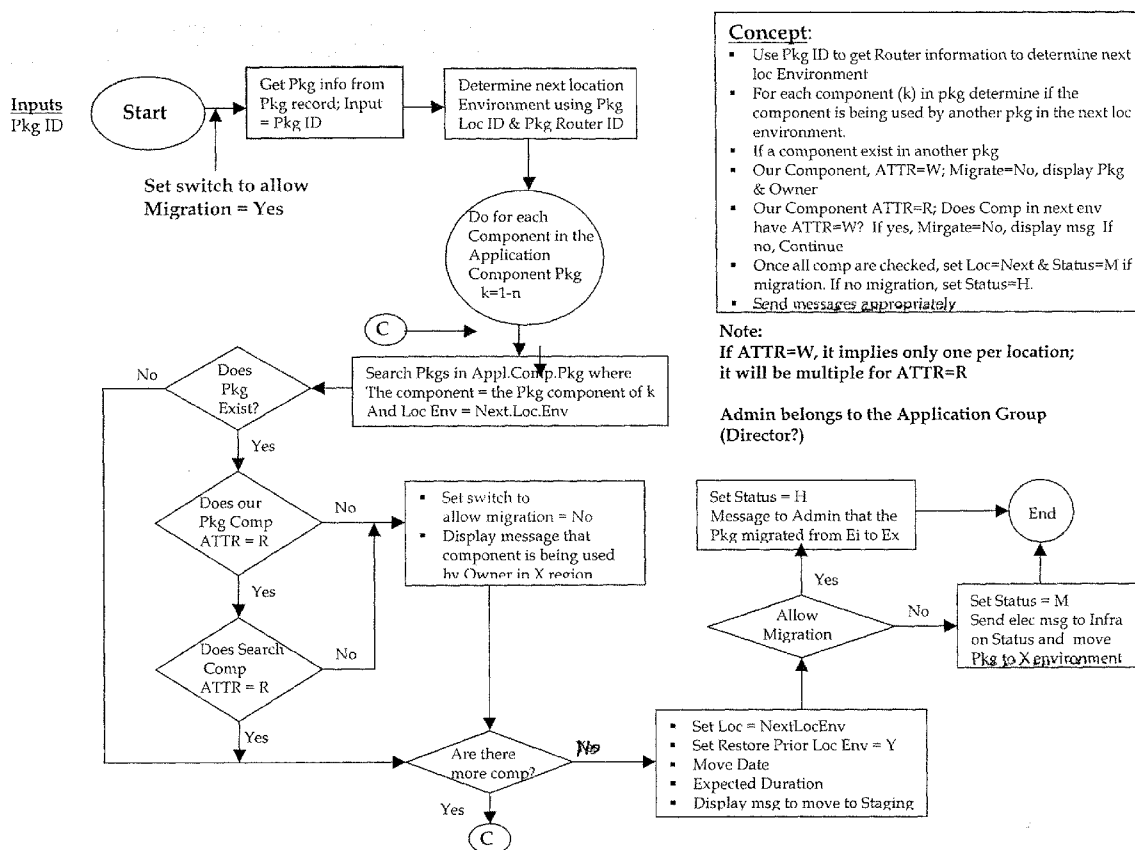 Inputs
Pkg ID
Start
Set switch to allow
Migration = Yes
Get Pkg info from
Pkg record; Input
= Pkg ID
Determine next location
Environment using Pkg
Loc ID & Pkg Router ID
Do for each
Component in the
Application
Component Pkg
k=1-n
C
Search Pkgs in Appl.Comp.Pkg where
The component = the Pkg component of k
And Loc Env = Next.Loc.Env
No
Does
Pkg
Exist?
Yes
Does our
Pkg Comp
ATTR = R
No
Yes
Does Search
Comp
ATTR = R
No
Yes
▪ Set switch to
allow migration = No
▪ Display message that
component is being used
by Owner in X region
Are there
more comp?
No
Yes
C
▪ Set Loc = NextLocEnv
▪ Set Restore Prior Loc Env = Y
▪ Move Date
▪ Expected Duration
▪ Display msg to move to Staging
Allow
Migration
Yes
No
Set Status = H
Message to Admin that the
Pkg migrated from Ei to Ex
Set Status = M
Send elec msg to Infra
on Status and move
Pkg to X environment
End
Concept:
▪ Use Pkg ID to get Router information to determine next
loc Environment
▪ For each component (k) in pkg determine if the
component is being used by another pkg in the next loc
environment.
▪ If a component exist in another pkg
▪ Our Component, ATTR=W; Migrate=No, display Pkg
& Owner
▪ Our Component ATTR=R; Does Comp in next env
have ATTR=W? If yes, Mirgate=No, display msg If
no, Continue
▪ Once all comp are checked, set Loc=Next & Status=M if
migration. If no migration, set Status=H.
▪ Send messages appropriately
Note:
If ATTR=W, it implies only one per location;
it will be multiple for ATTR=R
Admin belongs to the Application Group
(Director?)